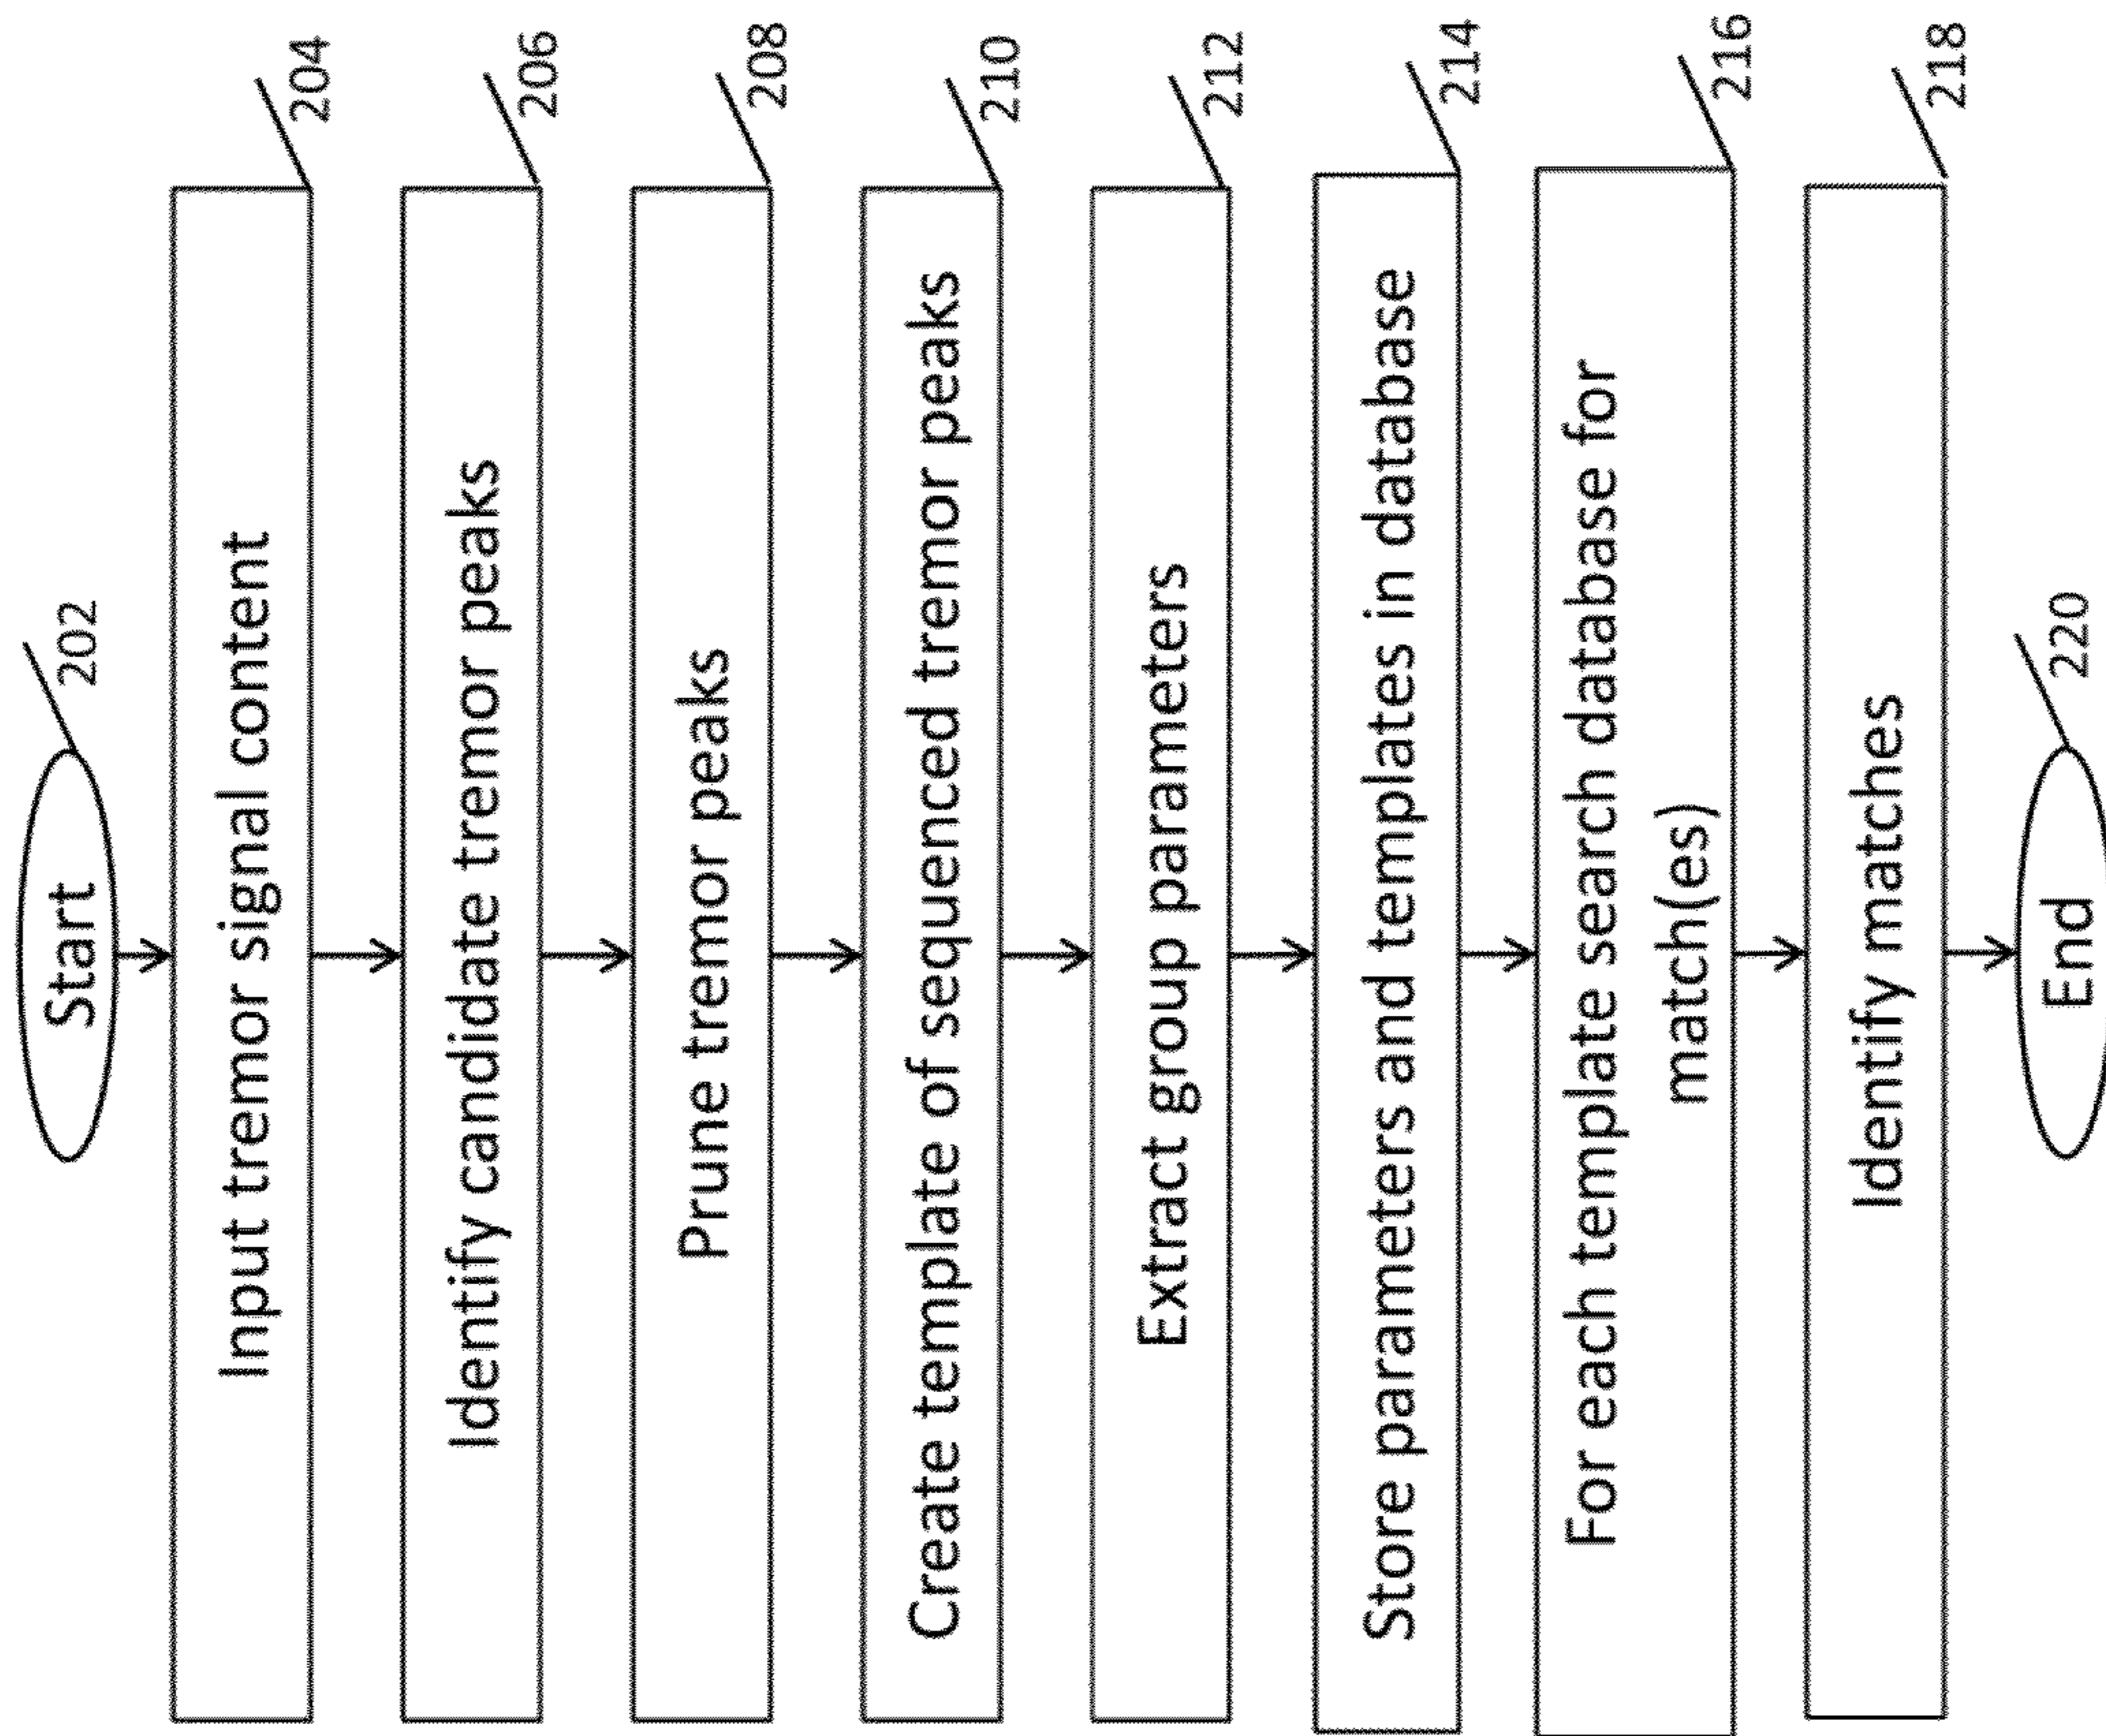 Start
202
Input tremor signal content
204
Identify candidate tremor peaks
206
Prune tremor peaks
208
Create template of sequenced tremor peaks
210
Extract group parameters
212
Store parameters and templates in database
214
For each template search database for
match(es)
216
Identify matches
218
End
220